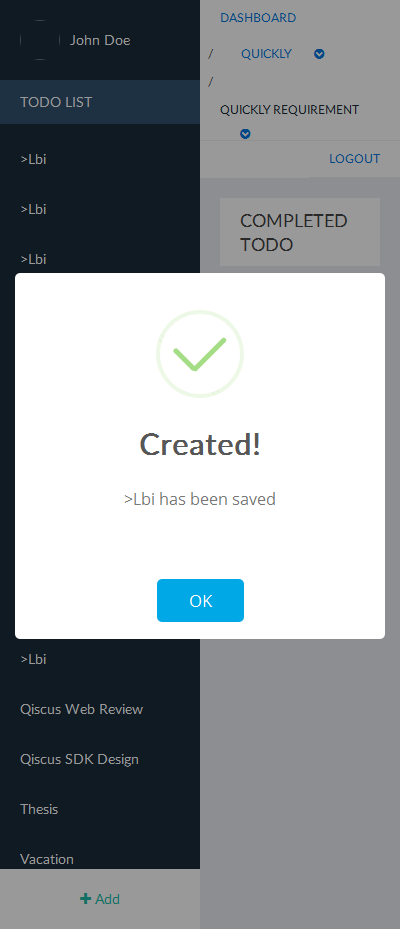 John Doe
TODO LIST
>Lbi
>Lbi
>Lbi
DASHBOARD
/ QUICKLY
/
QUICKLY REQUIREMENT
LOGOUT
COMPLETED
TODO
Created!
>Lbi has been saved
OK
>Lbi
Qiscus Web Review
Qiscus SDK Design
Thesis
Vacation
+ Add